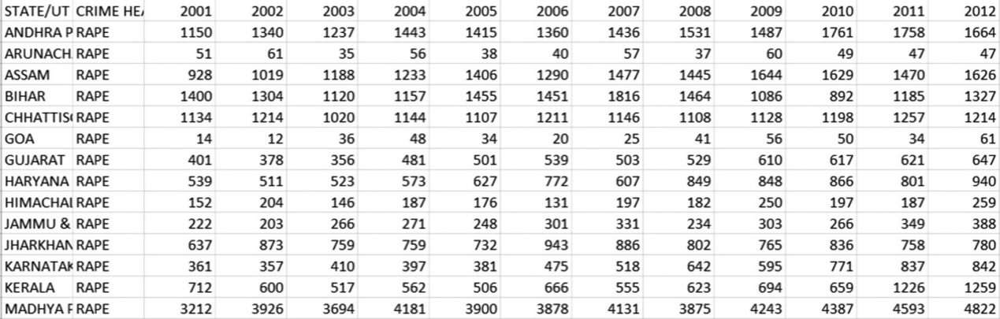 STATE/UT CRIME HEA 2001 2002 2003 2004 2005 2006 2007 2008 2009 2010 2011 2012
ANDHRA P RAPE 1150 1340 1237 1443 1415 1360 1436 1531 1487 1761 1758 1664
ARUNACH RAPE 51 61 35 56 38 40 57 37 60 49 47 47
ASSAM RAPE 928 1019 1188 1233 1406 1290 1477 1445 1644 1629 1470 1626
BIHAR RAPE 1400 1304 1120 1157 1455 1451 1816 1464 1086 892 1185 1327
CHHATTISG RAPE 1134 1214 1020 1144 1107 1211 1146 1108 1128 1198 1257 1214
GOA RAPE 14 12 36 48 34 20 25 41 56 50 34 61
GUJARAT RAPE 401 378 356 481 501 539 503 529 610 617 621 647
HARYANA RAPE 539 511 523 573 627 772 607 849 848 866 801 940
HIMACHAL RAPE 152 204 146 187 176 131 197 182 250 197 187 259
JAMMU & RAPE 222 203 266 271 248 301 331 234 303 266 349 388
JHARKHAN RAPE 637 873 759 759 732 943 886 802 765 836 758 780
KARNATAK RAPE 361 357 410 397 381 475 518 642 595 771 837 842
KERALA RAPE 712 600 517 562 506 666 555 623 694 659 1226 1259
MADHYA P RAPE 3212 3926 3694 4181 3900 3878 4131 3875 4243 4387 4593 4822